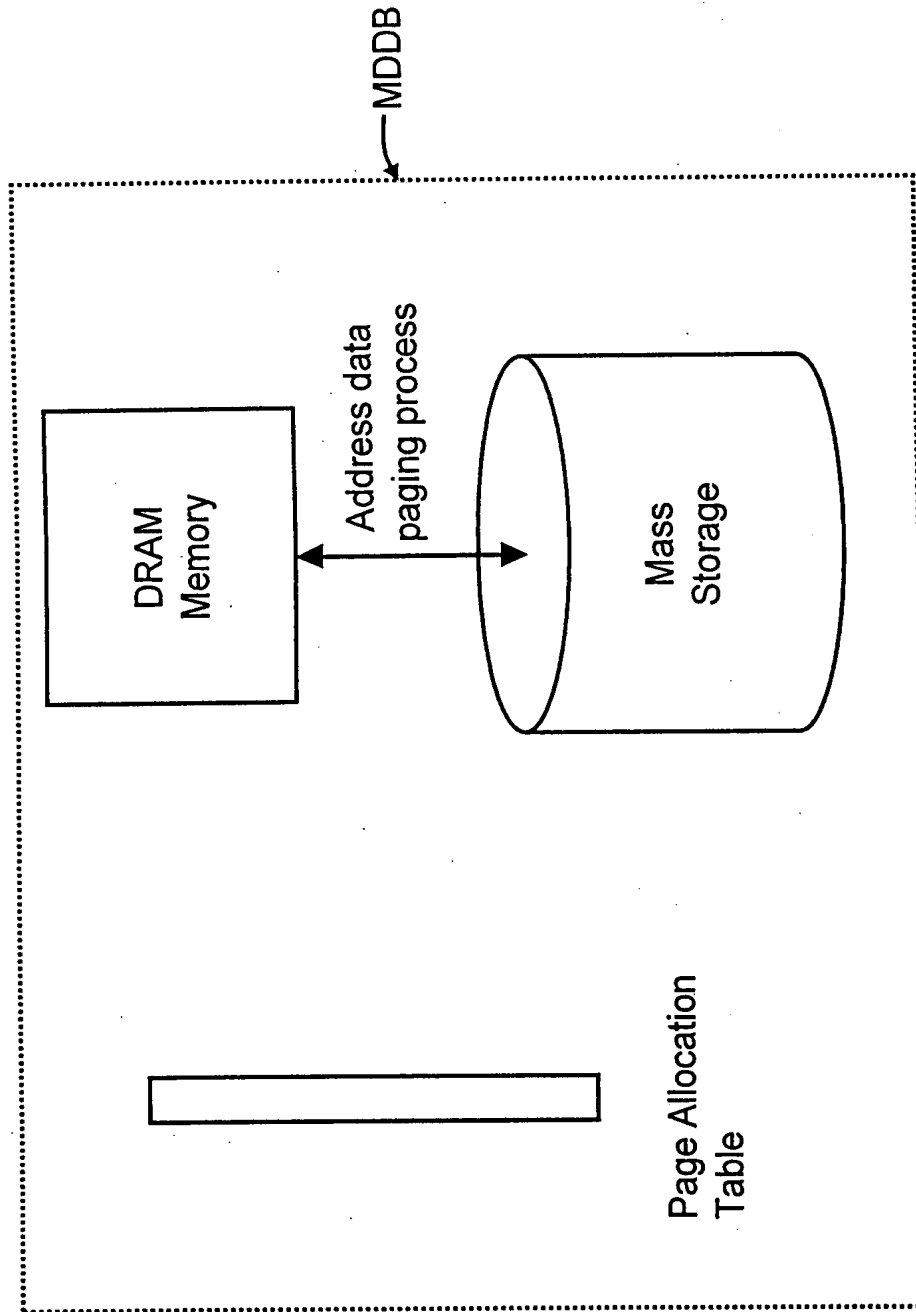 MDDB
DRAM
Memory
Address data
paging process
Mass
Storage
Page Allocation
Table